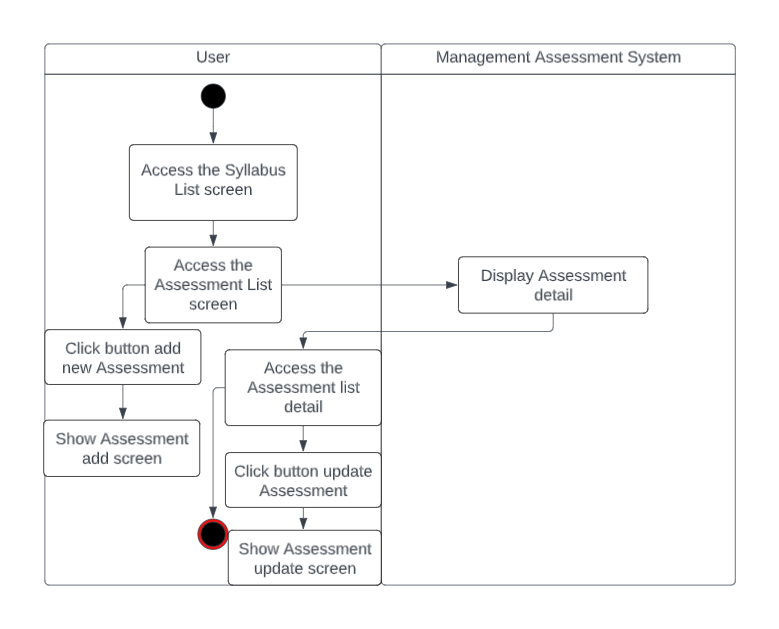 User
Management Assessment System
Access the Syllabus
List screen
Access the
Assessment List
screen
Display Assessment
detail
Click button add
new Assessment
Access the
Assessment list
detail
Show Assessment
add screen
Click button update
Assessment
Show Assessment
update screen